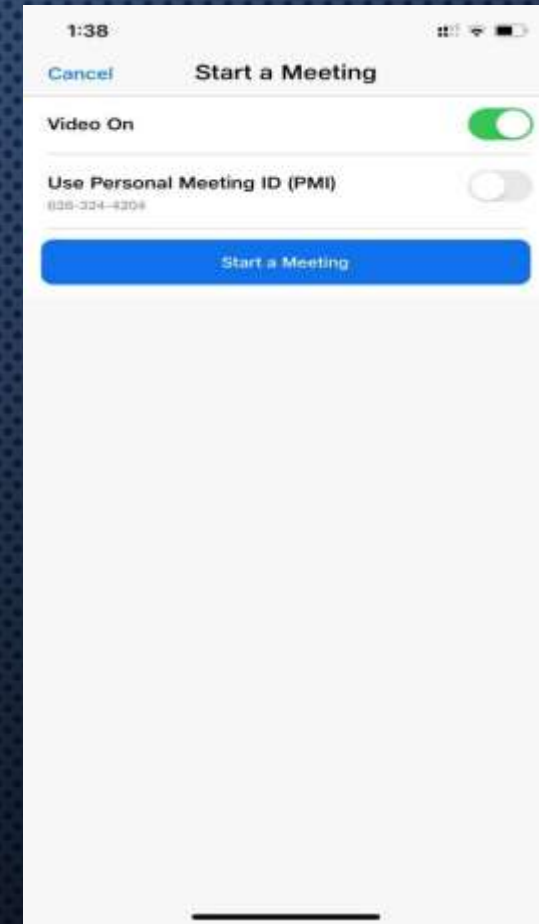 1:38
Cancel Start a Meeting
Video On
Use Personal Meeting ID (PMI)
Start a Meeting